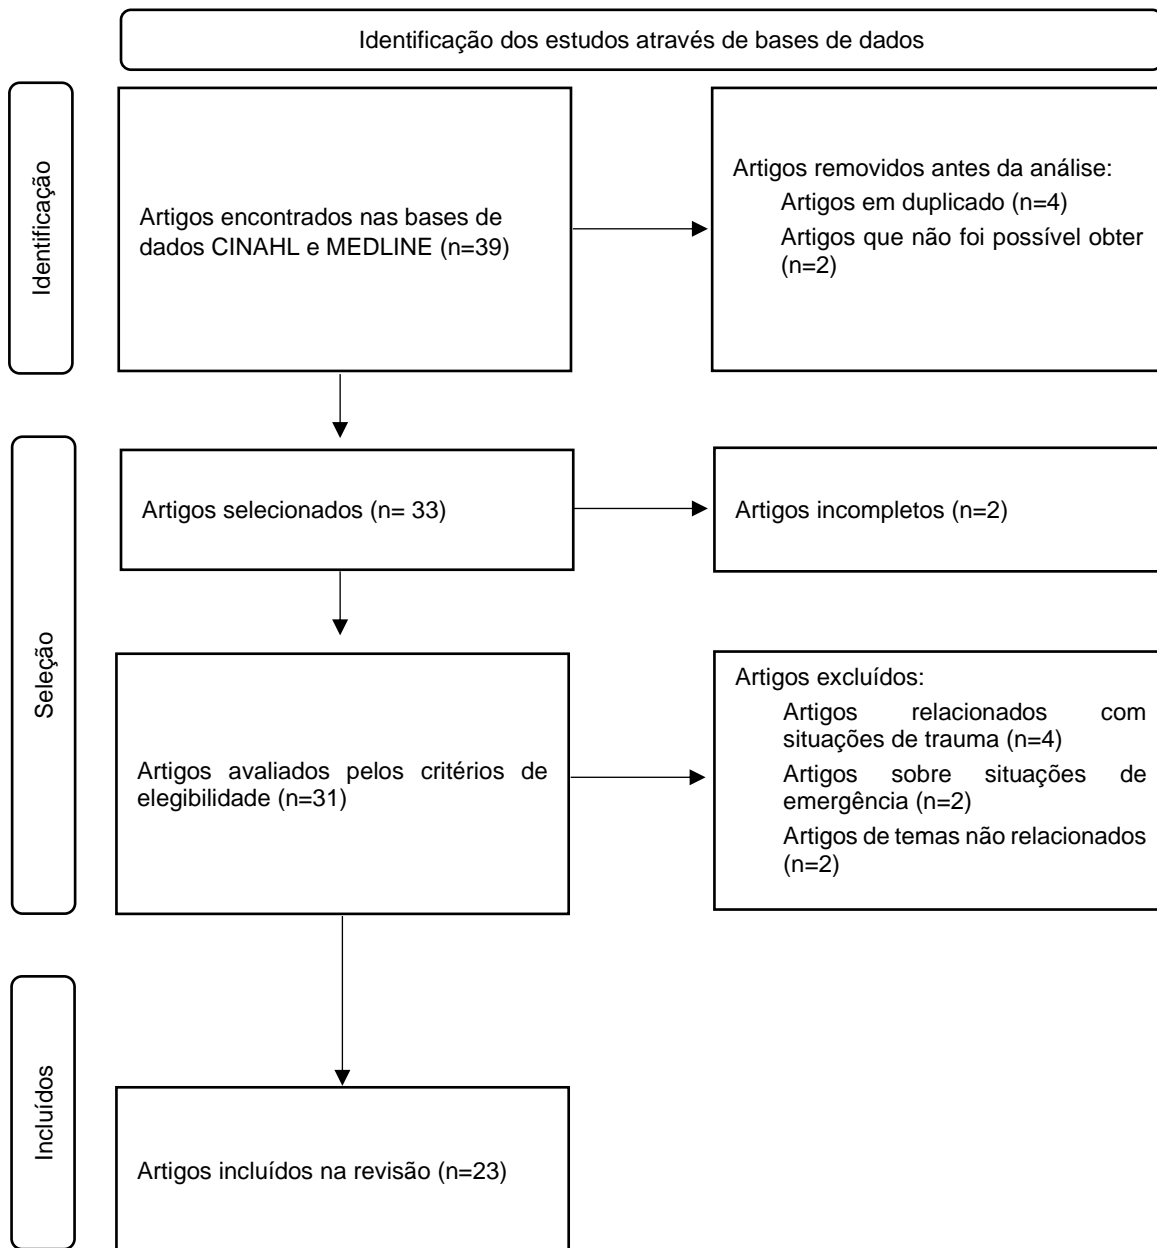 Identificação dos estudos através de bases de dados
Identificação
Artigos encontrados nas bases de
dados CINAHL e MEDLINE (n=39)
Artigos removidos antes da análise:
Artigos em duplicado (n=4)
Artigos que não foi possível obter
(n=2)
Seleção
Artigos selecionados (n= 33)
Artigos incompletos (n=2)
Artigos avaliados pelos critérios de
elegibilidade (n=31)
Artigos excluídos:
Artigos relacionados com
situações de trauma (n=4)
Artigos sobre situações de
emergência (n=2)
Artigos de temas não relacionados
(n=2)
Incluídos
Artigos incluídos na revisão (n=23)